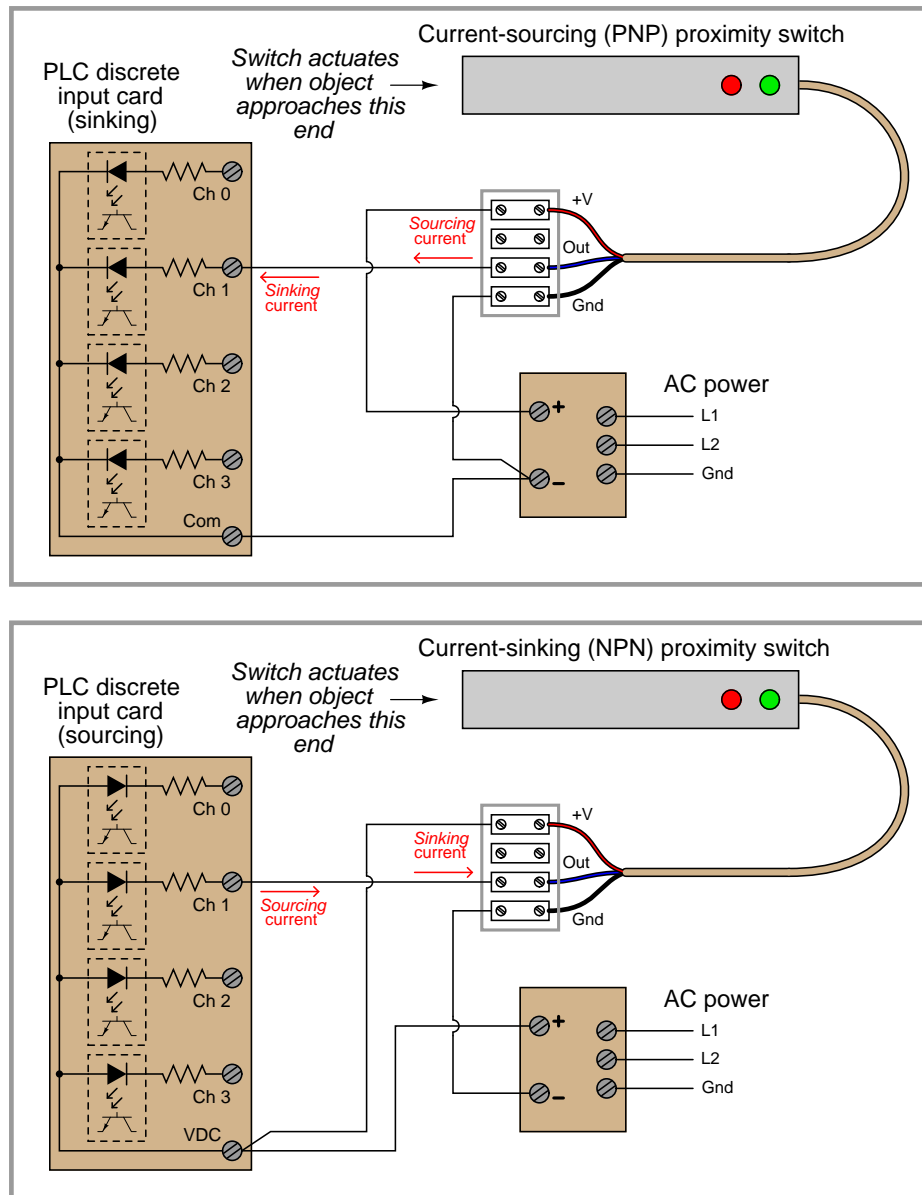 Current-sourcing (PNP) proximity switch
Switch actuates
when object
approaches this
end
PLC discrete
input card
(sinking)
Ch 0
Ch 1
Ch 2
Ch 3
Com
Sourcing
current
Sinking
current
+V
Out
Gnd
+
-
AC power
L1
L2
Gnd
Current-sinking (NPN) proximity switch
Switch actuates
when object
approaches this
end
PLC discrete
input card
(sourcing)
Ch 0
Ch 1
Ch 2
Ch 3
VDC
Sinking
current
Sourcing
current
+V
Out
Gnd
+
-
AC power
L1
L2
Gnd